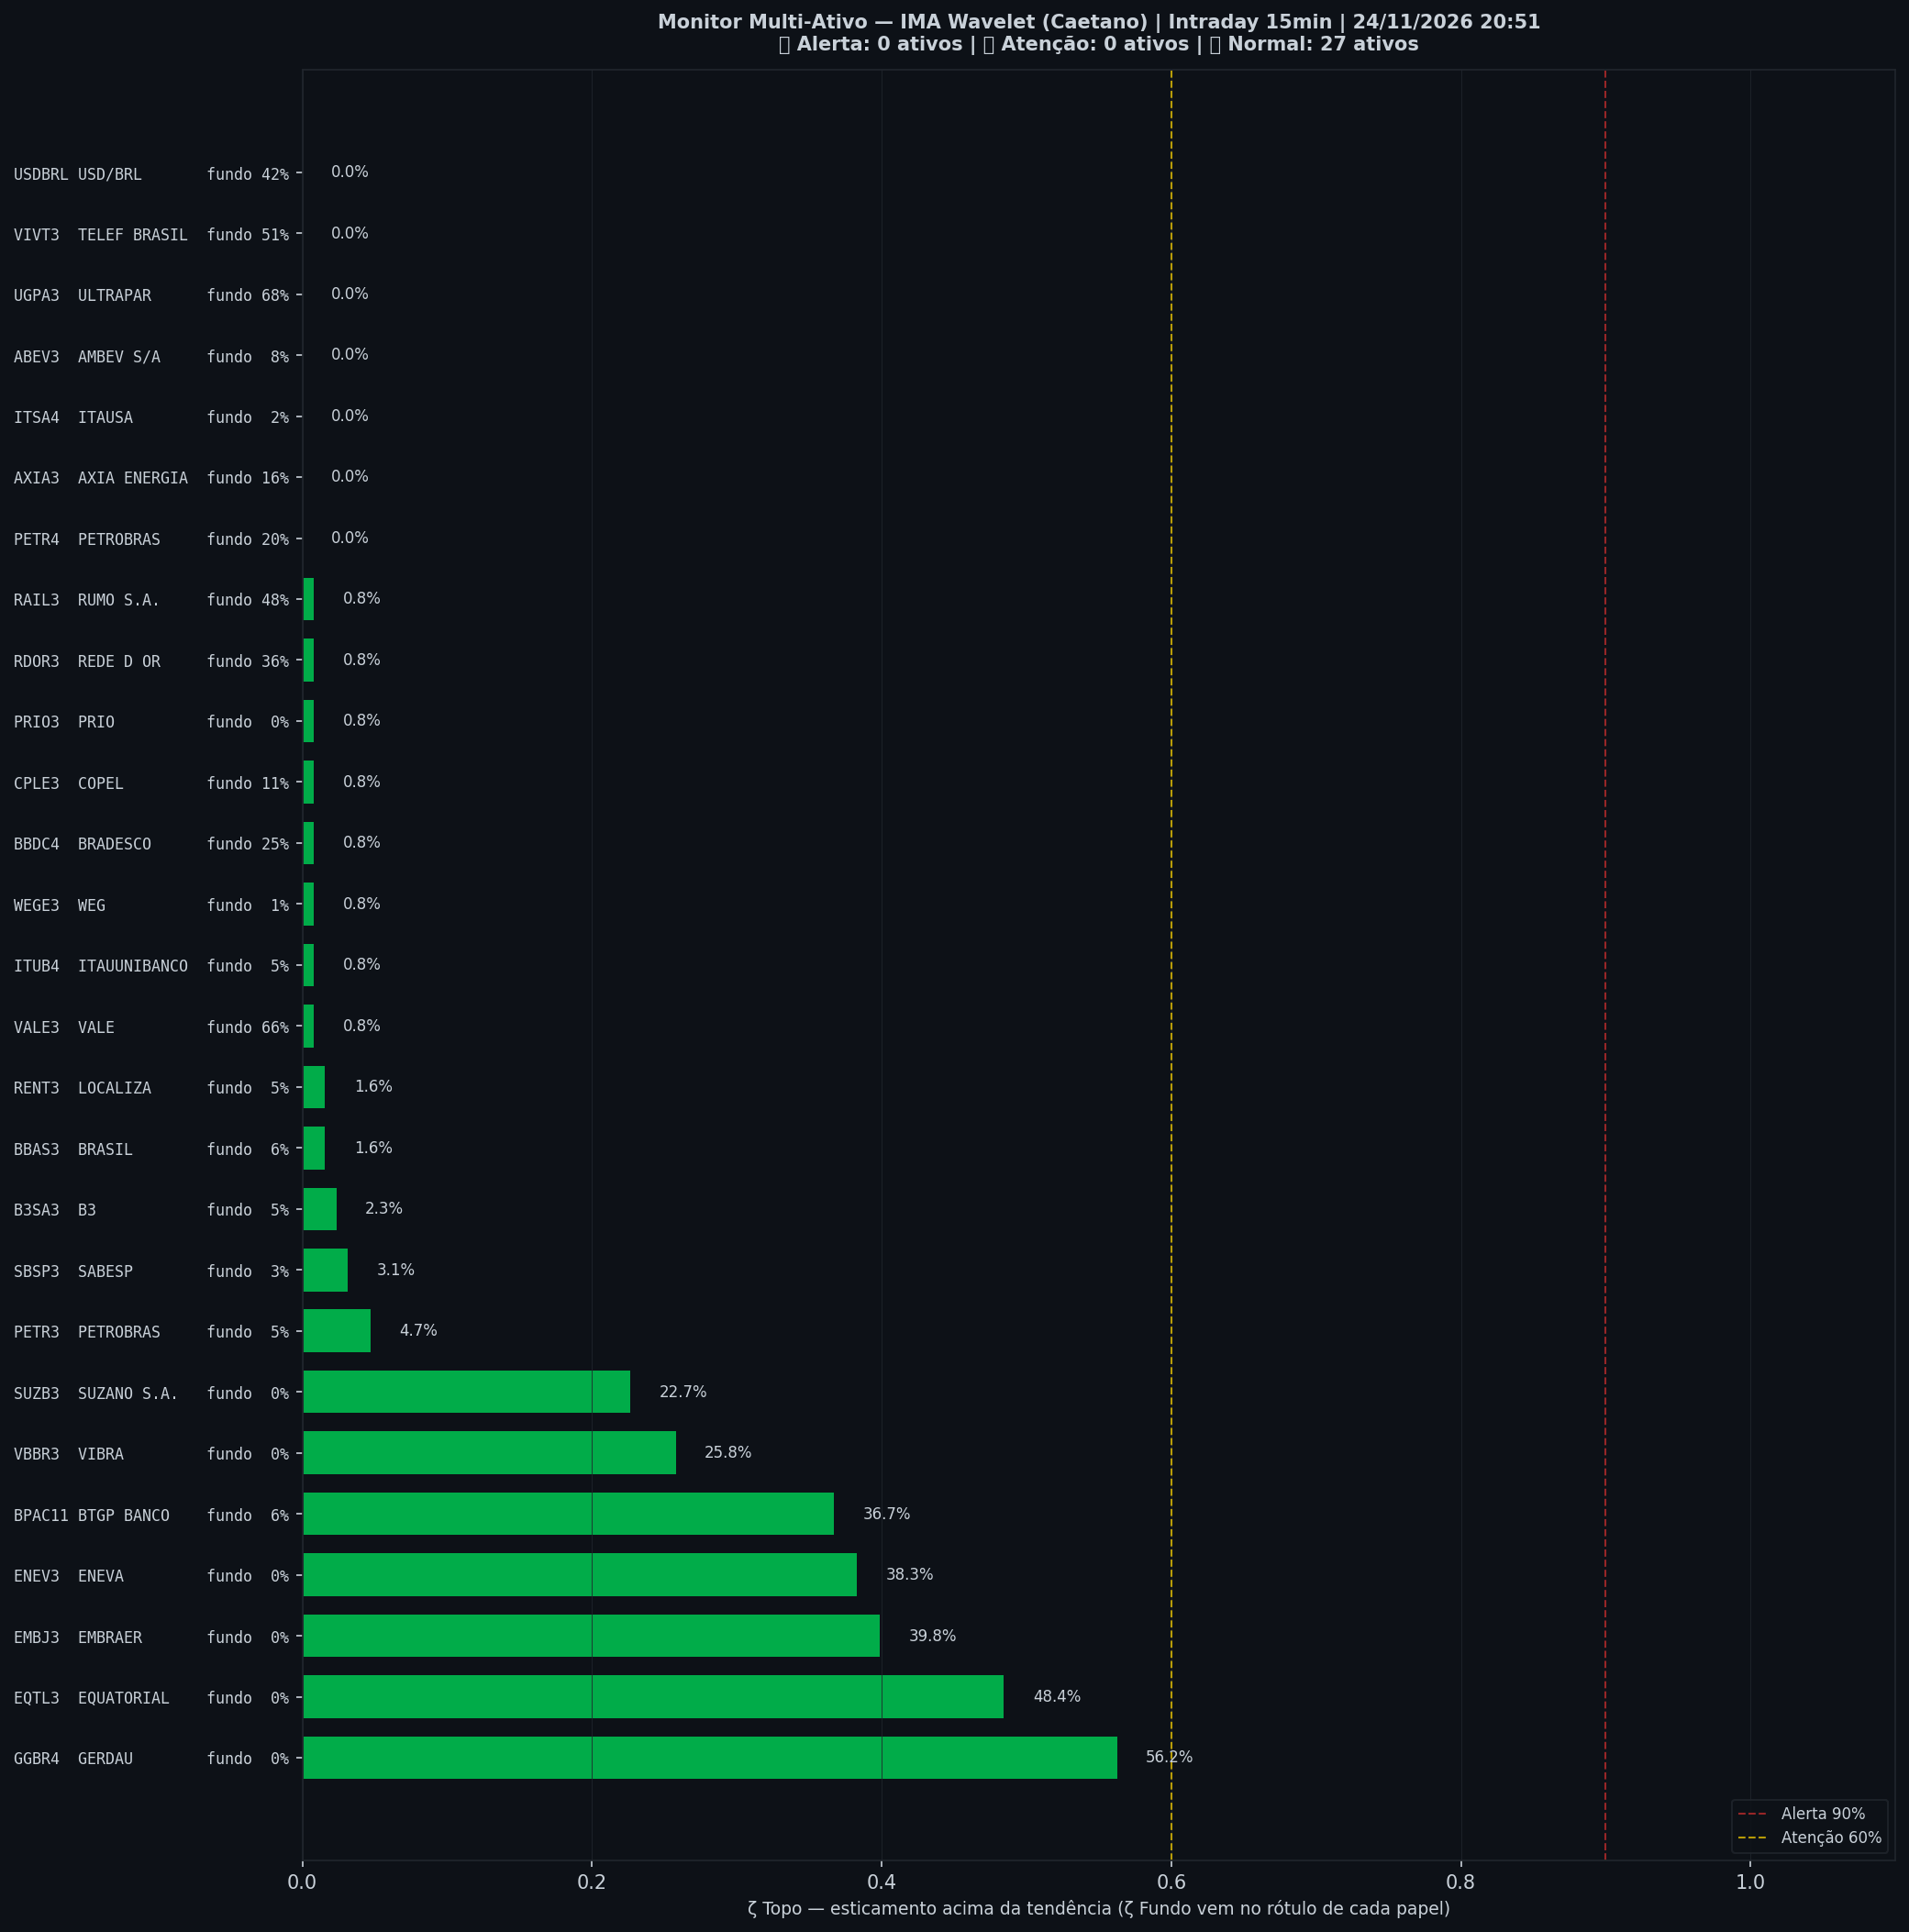 Monitor Multi-Ativo — IMA Wavelet (Caetano) | Intraday 15min | 24/11/2026 20:51
▯ Alerta: 0 ativos | ▯ Atenção: 0 ativos | ▯ Normal: 27 ativos
USDBRL USD/BRL fundo 42% 0.0%
VIVT3 TELEF BRASIL fundo 51% 0.0%
UGPA3 ULTRAPAR fundo 68% 0.0%
ABEV3 AMBEV S/A fundo 8% 0.0%
ITSA4 ITAUSA fundo 2% 0.0%
AXIA3 AXIA ENERGIA fundo 16% 0.0%
PETR4 PETROBRAS fundo 20% 0.0%
RAIL3 RUMO S.A. fundo 48% 0.8%
RDOR3 REDE D OR fundo 36% 0.8%
PRIO3 PRIO fundo 0% 0.8%
CPLE3 COPEL fundo 11% 0.8%
BBDC4 BRADESCO fundo 25% 0.8%
WEGE3 WEG fundo 1% 0.8%
ITUB4 ITAUUNIBANCO fundo 5% 0.8%
VALE3 VALE fundo 66% 0.8%
RENT3 LOCALIZA fundo 5% 1.6%
BBAS3 BRASIL fundo 6% 1.6%
B3SA3 B3 fundo 5% 2.3%
SBSP3 SABESP fundo 3% 3.1%
PETR3 PETROBRAS fundo 5% 4.7%
SUZB3 SUZANO S.A. fundo 0% 22.7%
VBBR3 VIBRA fundo 0% 25.8%
BPAC11 BTGP BANCO fundo 6% 36.7%
ENEV3 ENEVA fundo 0% 38.3%
EMBJ3 EMBRAER fundo 0% 39.8%
EQTL3 EQUATORIAL fundo 0% 48.4%
GGBR4 GERDAU fundo 0% 56.2%
Alerta 90%
Atenção 60%
0.0 0.2 0.4 0.6 0.8 1.0
ζ Topo — esticamento acima da tendência (ζ Fundo vem no rótulo de cada papel)